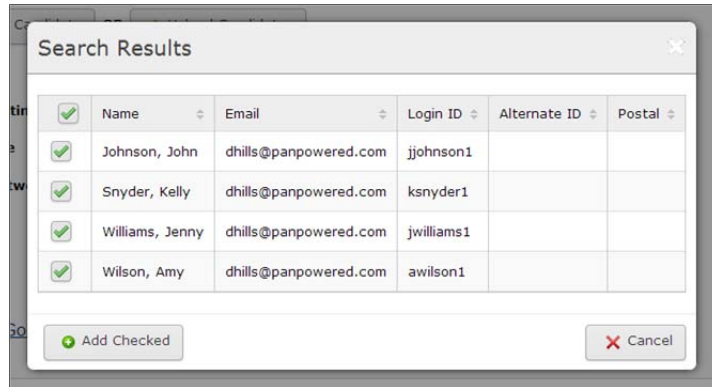 OR
Search Results
Name Email Login ID Alternate ID Postal
Johnson, John dhills@panpowered.com jjohnson1
Snyder, Kelly dhills@panpowered.com ksnyder1
Williams, Jenny dhills@panpowered.com jwilliams1
Wilson, Amy dhills@panpowered.com awilson1
Add Checked Cancel